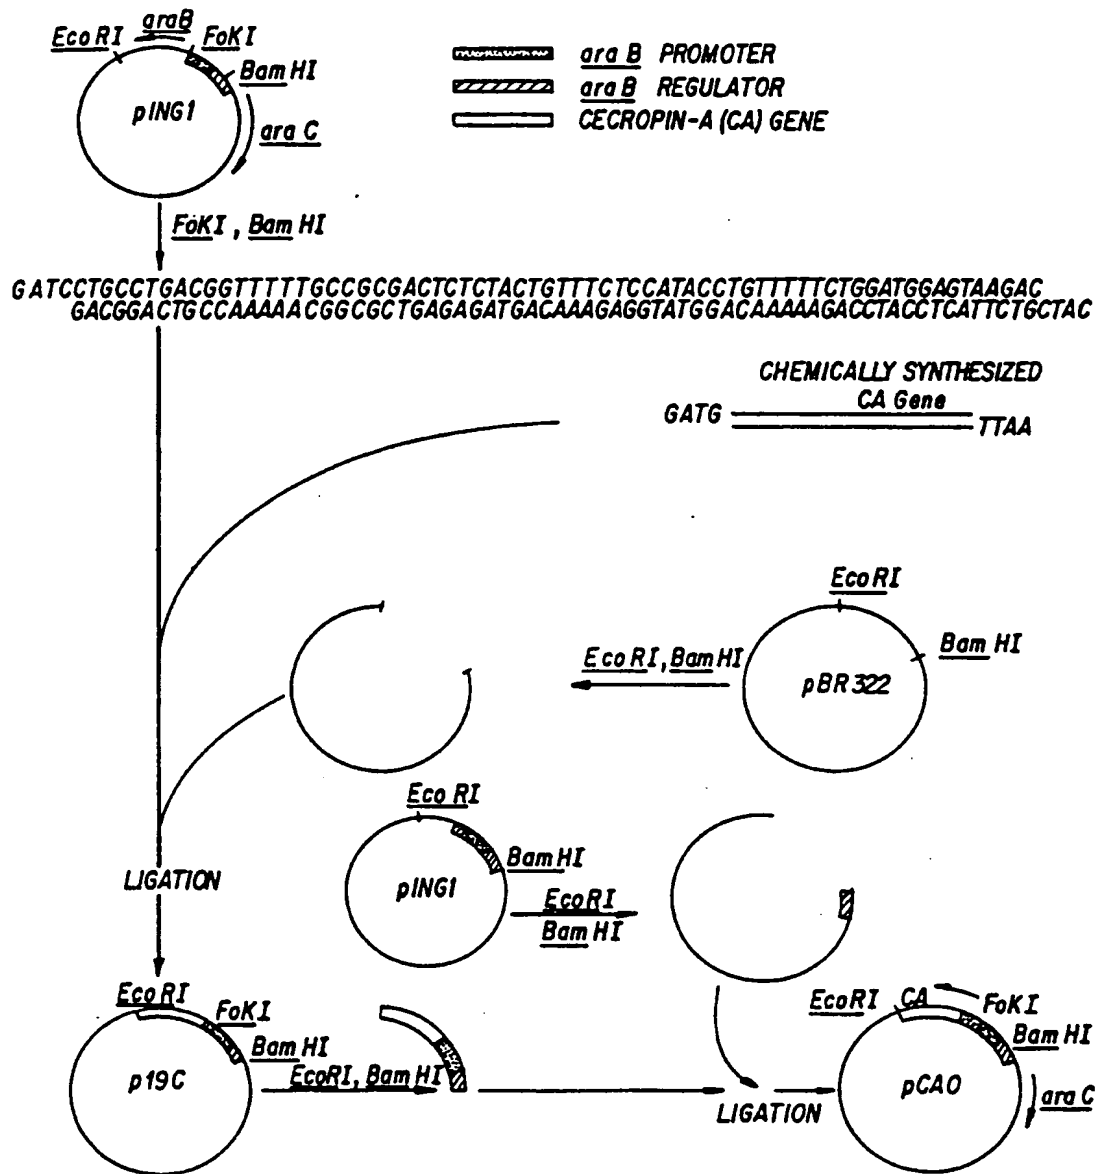 araB
EcoRI
FoKI
BamHI
pING1
araC
araB PROMOTER
araB REGULATOR
CECROPIN-A (CA) GENE
FoKI, BamHI
GATCCTGCCTGACGGTTTTTGCCGCGACTCTCTACTGTTTCTCCATACCTGTTTTTCTGGATGGAGTAAGAC
GACGGACTGCCAAAAACGGCGCTGAGAGATGACAAAGAGGTATGGACAAAAAGACCTACCTCATTCTGCTAC
CHEMICALLY SYNTHESIZED
CA Gene
GATG
TTAA
EcoRI
BamHI
EcoRI, BamHI
pBR322
EcoRI
BamHI
pING1
EcoRI
BamHI
LIGATION
EcoRI
FoKI
BamHI
p19C
EcoRI, BamHI
LIGATION
EcoRI
CA
FoKI
BamHI
pCAO
araC